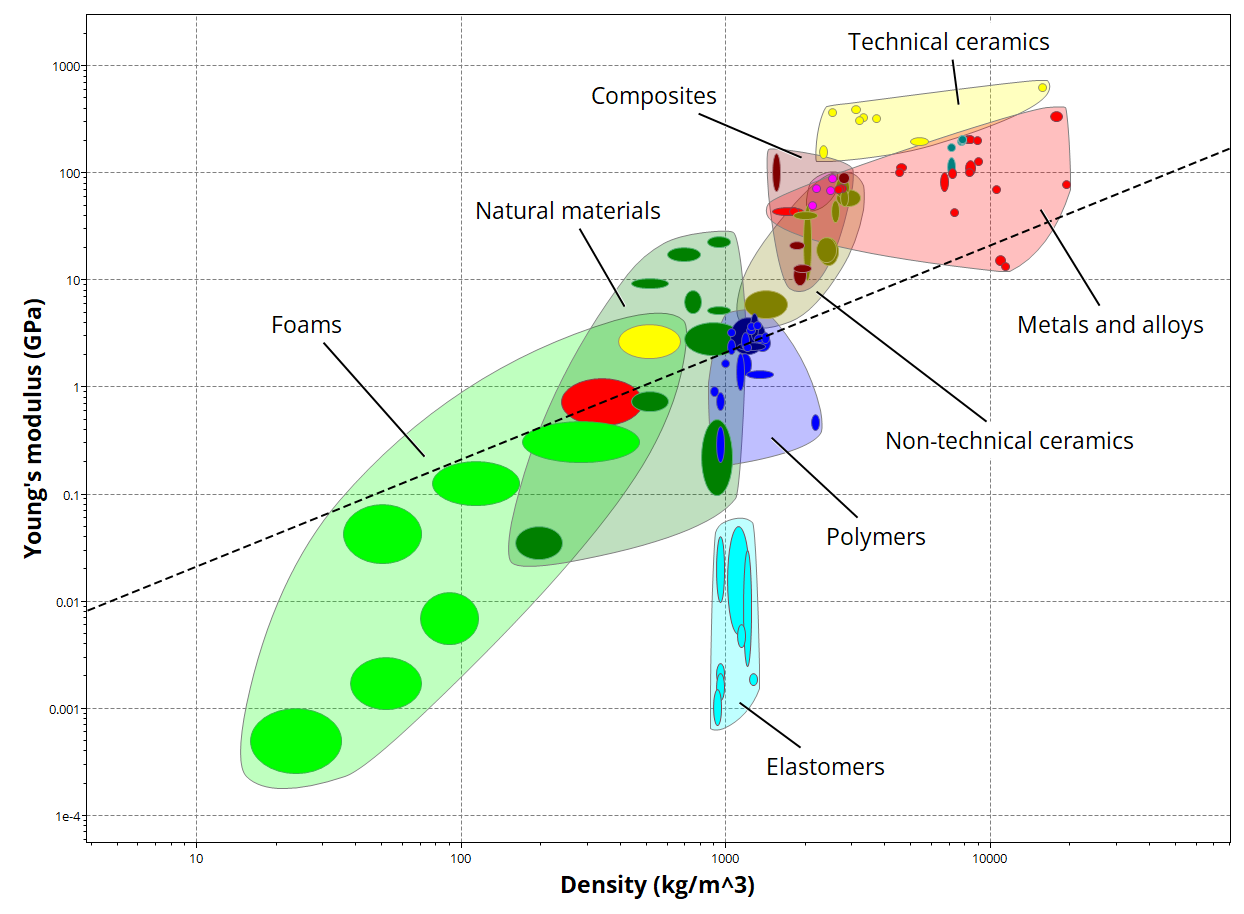 Technical ceramics
1000
Composites
100
Natural materials
10
Foams
Metals and alloys
1
Non-technical ceramics
0.1
Polymers
0.01
0.001
Elastomers
1e-4
10
100
1000
10000
Density (kg/m^3)
Young's modulus (GPa)